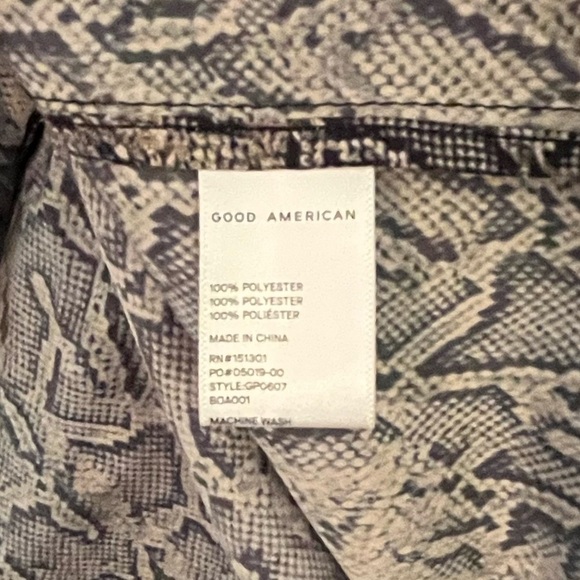 GOOD AMERICAN
100% POLYESTER
100% POLYESTER
100% POLIÉSTER
MADE IN CHINA
RN#151301
PO#05019-00
STYLE:GP0607
BOA001
MACHINE WASH